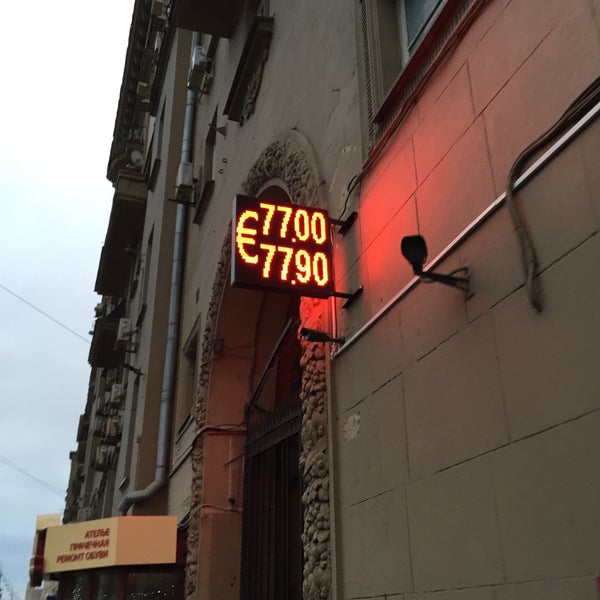 € 77.00
77.90
АТЕЛЬЕ
ПРАЧЕЧНАЯ
РЕМОНТ ОБУВИ